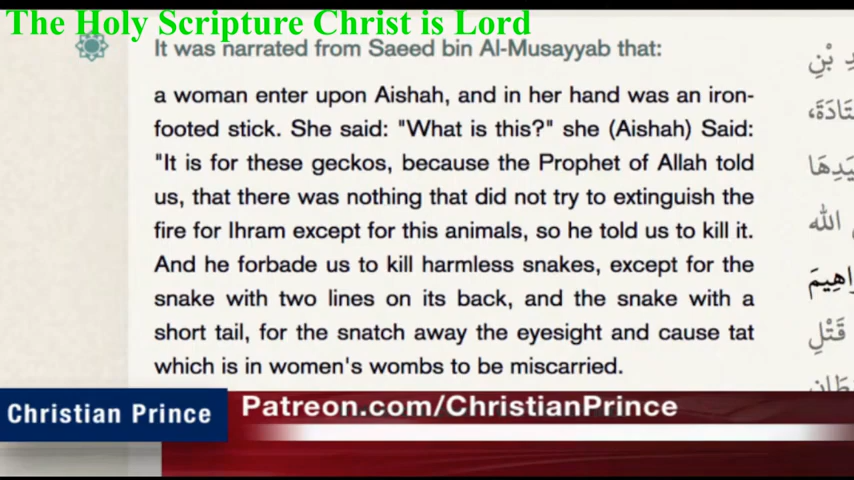 The Holy Scripture Christ is Lord
It was narrated from Saeed bin Al-Musayyab that:
a woman enter upon Aishah, and in her hand was an iron-
footed stick. She said: "What is this?" she (Aishah) Said:
"It is for these geckos, because the Prophet of Allah told
us, that there was nothing that did not try to extinguish the
fire for Ihram except for this animals, so he told us to kill it.
And he forbade us to kill harmless snakes, except for the
snake with two lines on its back, and the snake with a
short tail, for the snatch away the eyesight and cause tat
which is in women's wombs to be miscarried.
بْنِ
الله
قَتْلِ
Christian Prince
Patreon.com/ChristianPrince